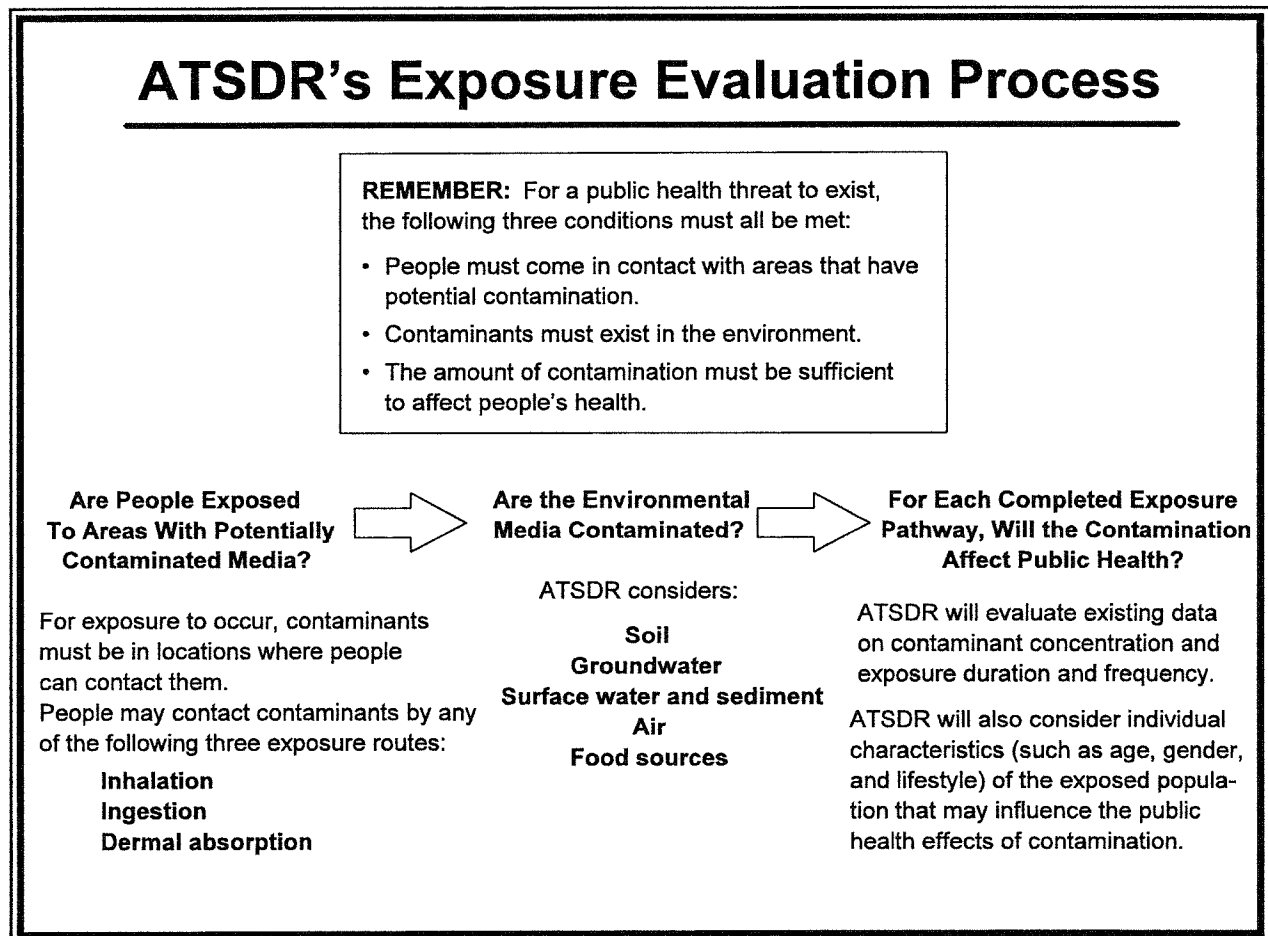 ATSDR's Exposure Evaluation Process
REMEMBER: For a public health threat to exist,
the following three conditions must all be met:
• People must come in contact with areas that have
potential contamination.
• Contaminants must exist in the environment.
• The amount of contamination must be sufficient
to affect people's health.
Are People Exposed
To Areas With Potentially
Contaminated Media?
For exposure to occur, contaminants
must be in locations where people
can contact them.
People may contact contaminants by any
of the following three exposure routes:
Inhalation
Ingestion
Dermal absorption
Are the Environmental
Media Contaminated?
ATSDR considers:
Soil
Groundwater
Surface water and sediment
Air
Food sources
For Each Completed Exposure
Pathway, Will the Contamination
Affect Public Health?
ATSDR will evaluate existing data
on contaminant concentration and
exposure duration and frequency.
ATSDR will also consider individual
characteristics (such as age, gender,
and lifestyle) of the exposed popula-
tion that may influence the public
health effects of contamination.